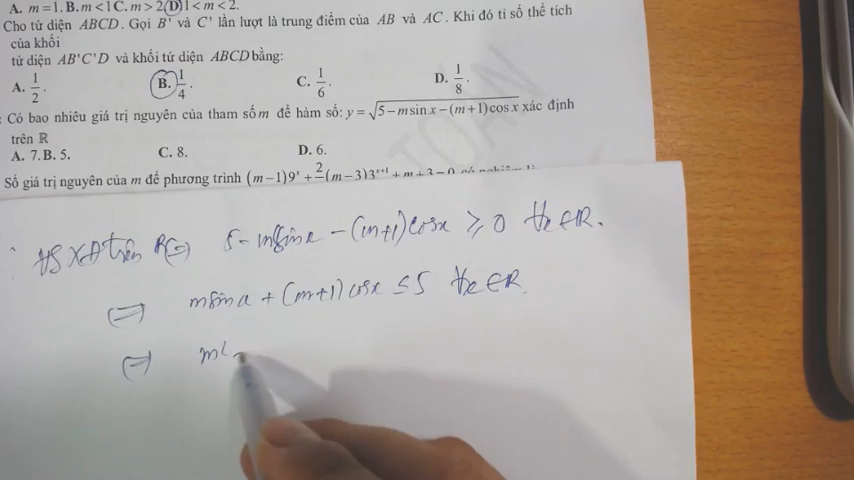 A. m = 1. B. m < 1 C. m > 2 D 1 < m < 2.
Cho tứ diện ABCD. Gọi B' và C' lần lượt là trung điểm của AB và AC. Khi đó tỉ số thể tích
của khối
tứ diện AB'C'D và khối tứ diện ABCD bằng:
A. 1/2. B. 1/4. C. 1/6. D. 1/8.
: Có bao nhiêu giá trị nguyên của tham số m để hàm số: y = √(5 − m sin x − (m+1) cos x) xác định
trên ℝ
A. 7. B. 5. C. 8. D. 6.
Số giá trị nguyên của m để phương trình (m−1)9^x + 2/2 (m−3)3^(x+1) + m + 3 = 0 có nghiệm
HS XĐ trên R ⇔ 5 − m sin x − (m+1) cos x ≥ 0 ∀x ∈ R.
⇔ m sin x + (m+1) cos x ≤ 5 ∀x ∈ R
⇔ m²